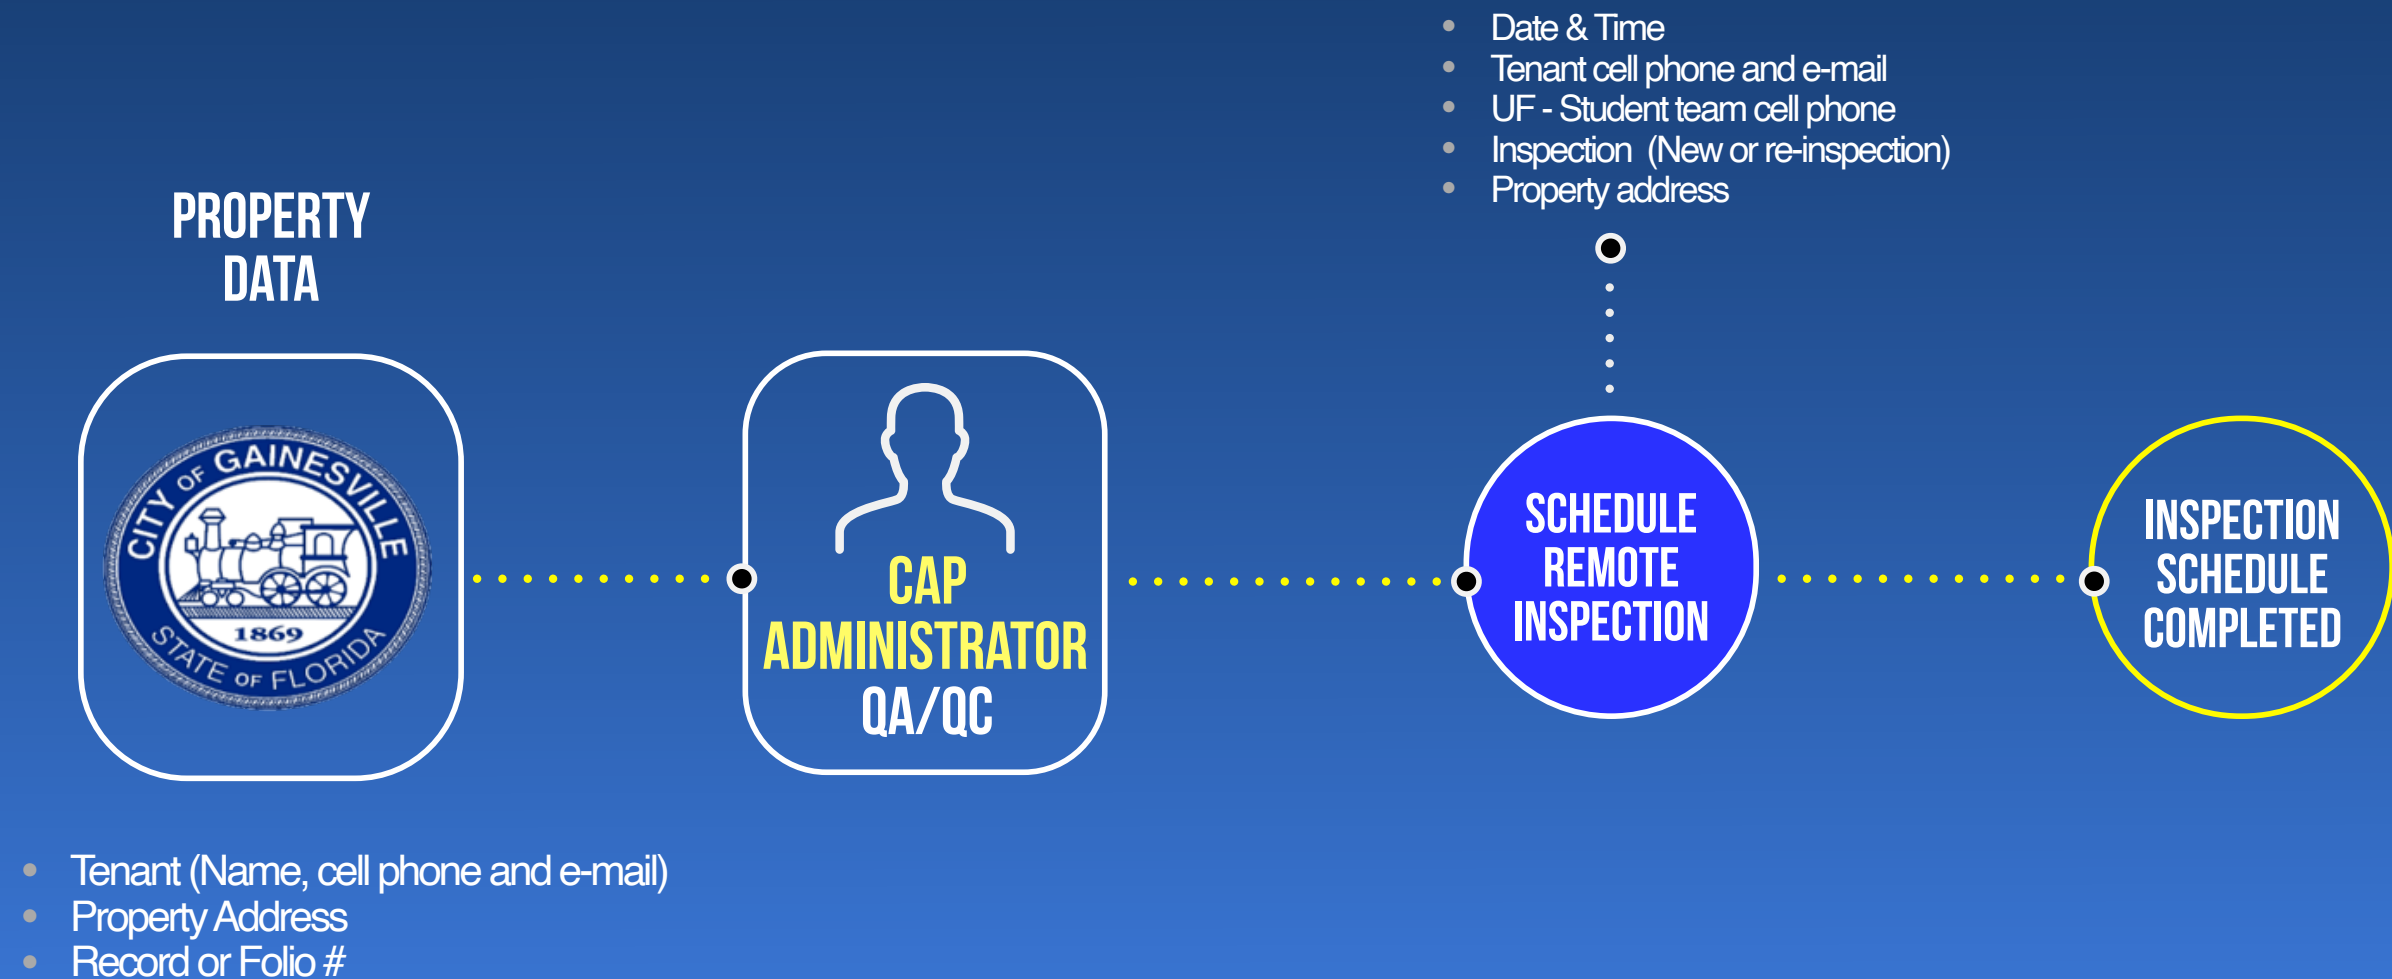 Date & Time
Tenant cell phone and e-mail
UF - Student team cell phone
Inspection  (New or re-inspection)
Property address
PROPERTY
DATA
CITY OF GAINESVILLE
1869
STATE OF FLORIDA
CAP
ADMINISTRATOR
QA/QC
SCHEDULE
REMOTE
INSPECTION
INSPECTION
SCHEDULE
COMPLETED
Tenant (Name, cell phone and e-mail)
Property Address
Record or Folio #